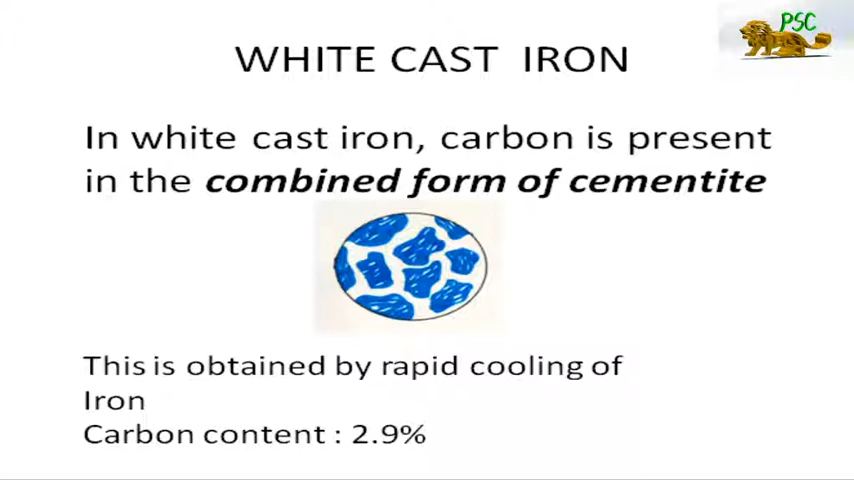 PSC
WHITE CAST IRON
In white cast iron, carbon is present
in the combined form of cementite
This is obtained by rapid cooling of
Iron
Carbon content : 2.9%